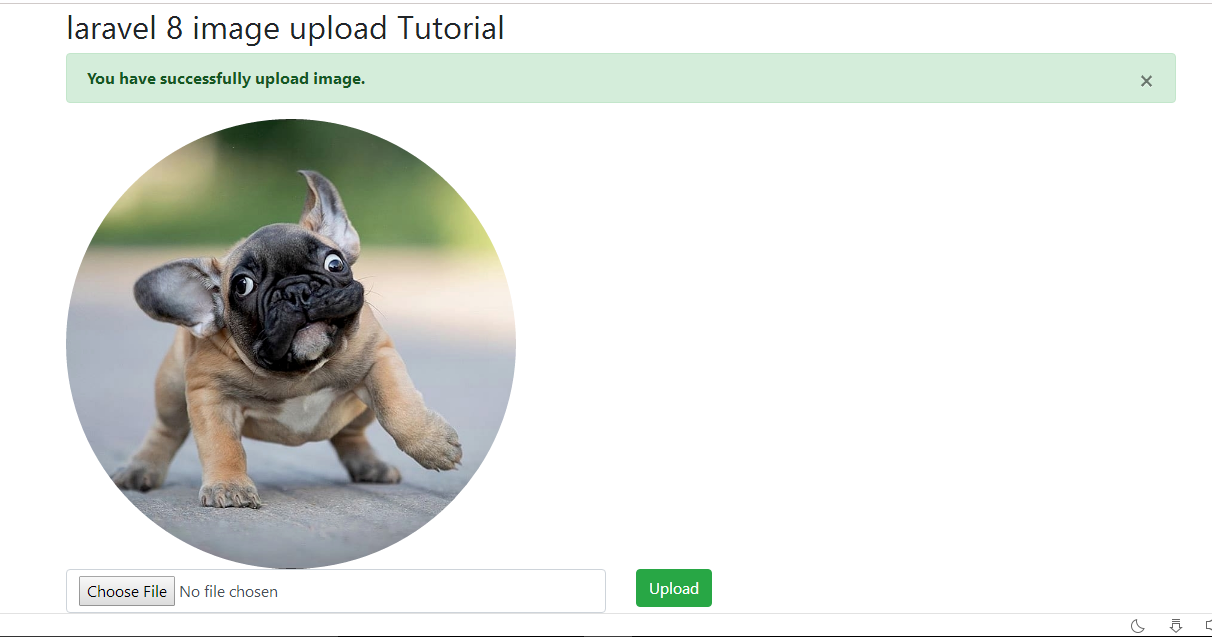 laravel 8 image upload Tutorial
You have successfully upload image.
×
Choose File No file chosen
Upload